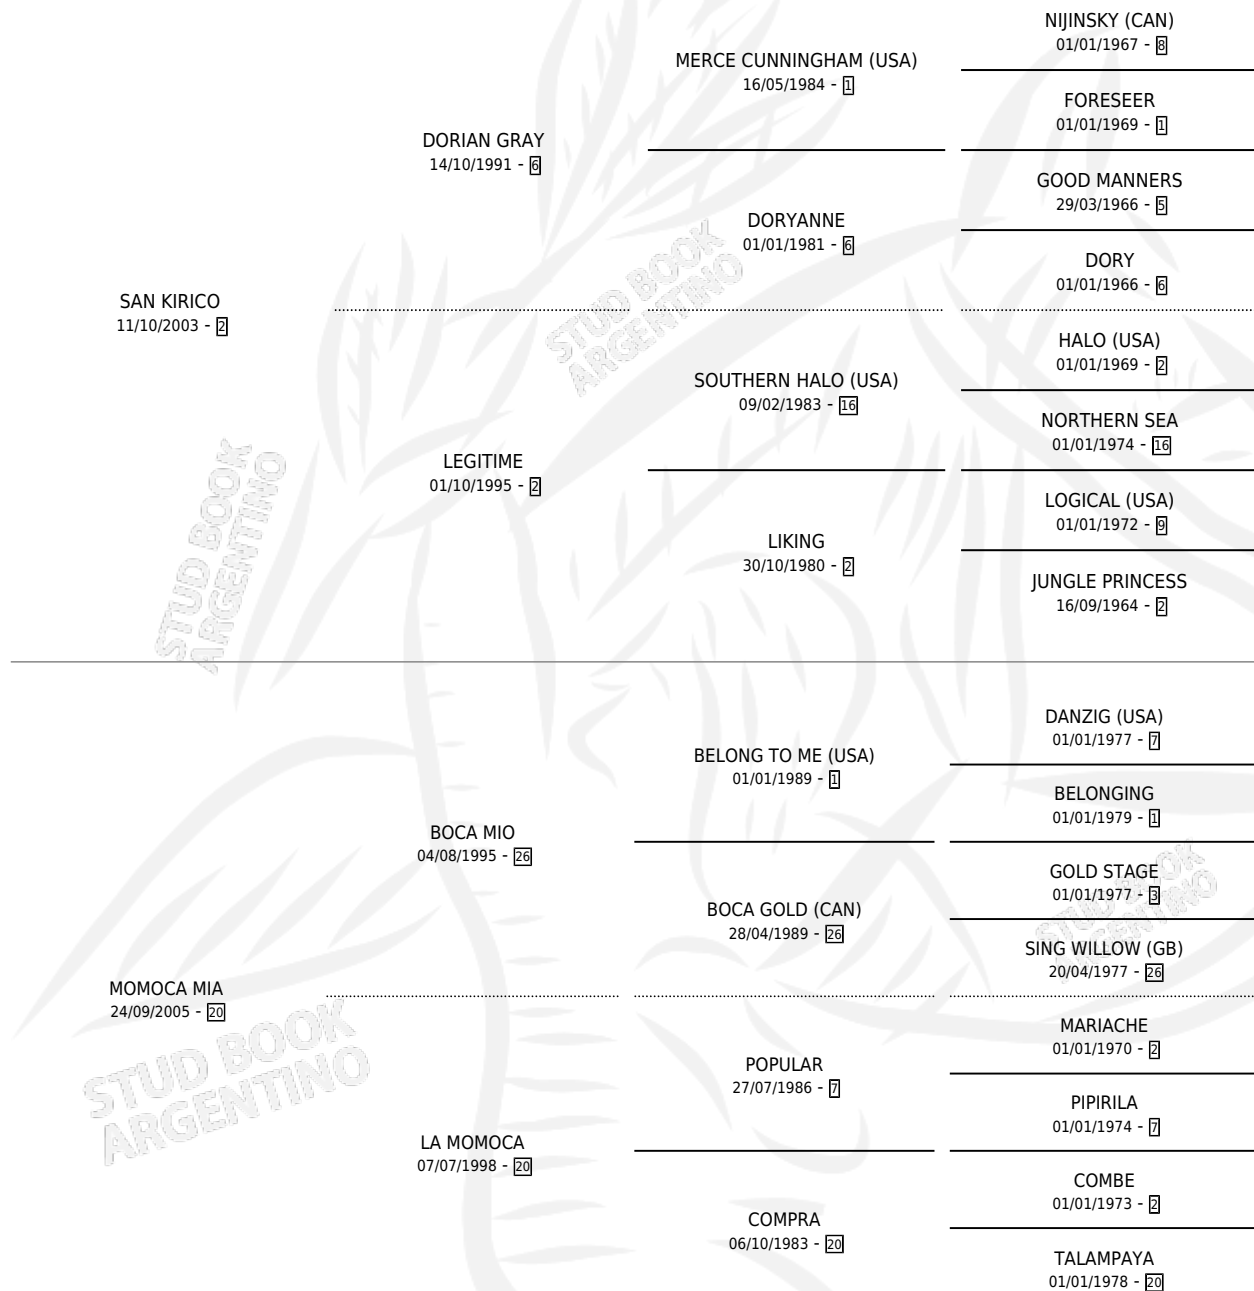 NIJINSKY (CAN)
01/01/1967 - 8
MERCE CUNNINGHAM (USA)
16/05/1984 - 1
FORESEER
01/01/1969 - 1
DORIAN GRAY
14/10/1991 - 6
GOOD MANNERS
29/03/1966 - 5
DORYANNE
01/01/1981 - 6
DORY
01/01/1966 - 6
SAN KIRICO
11/10/2003 - 2
HALO (USA)
01/01/1969 - 2
SOUTHERN HALO (USA)
09/02/1983 - 16
NORTHERN SEA
01/01/1974 - 16
LEGITIME
01/10/1995 - 2
LOGICAL (USA)
01/01/1972 - 9
LIKING
30/10/1980 - 2
JUNGLE PRINCESS
16/09/1964 - 2
DANZIG (USA)
01/01/1977 - 7
BELONG TO ME (USA)
01/01/1989 - 1
BELONGING
01/01/1979 - 1
BOCA MIO
04/08/1995 - 26
GOLD STAGE
01/01/1977 - 3
BOCA GOLD (CAN)
28/04/1989 - 26
SING WILLOW (GB)
20/04/1977 - 26
MOMOCA MIA
24/09/2005 - 20
MARIACHE
01/01/1970 - 2
POPULAR
27/07/1986 - 7
PIPIRILA
01/01/1974 - 7
LA MOMOCA
07/07/1998 - 20
COMBE
01/01/1973 - 2
COMPRA
06/10/1983 - 20
TALAMPAYA
01/01/1978 - 20
STUD BOOK
ARGENTINO
STUD BOOK
ARGENTINO
STUD BOOK
ARGENTINO
STUD BOOK
ARGENTINO